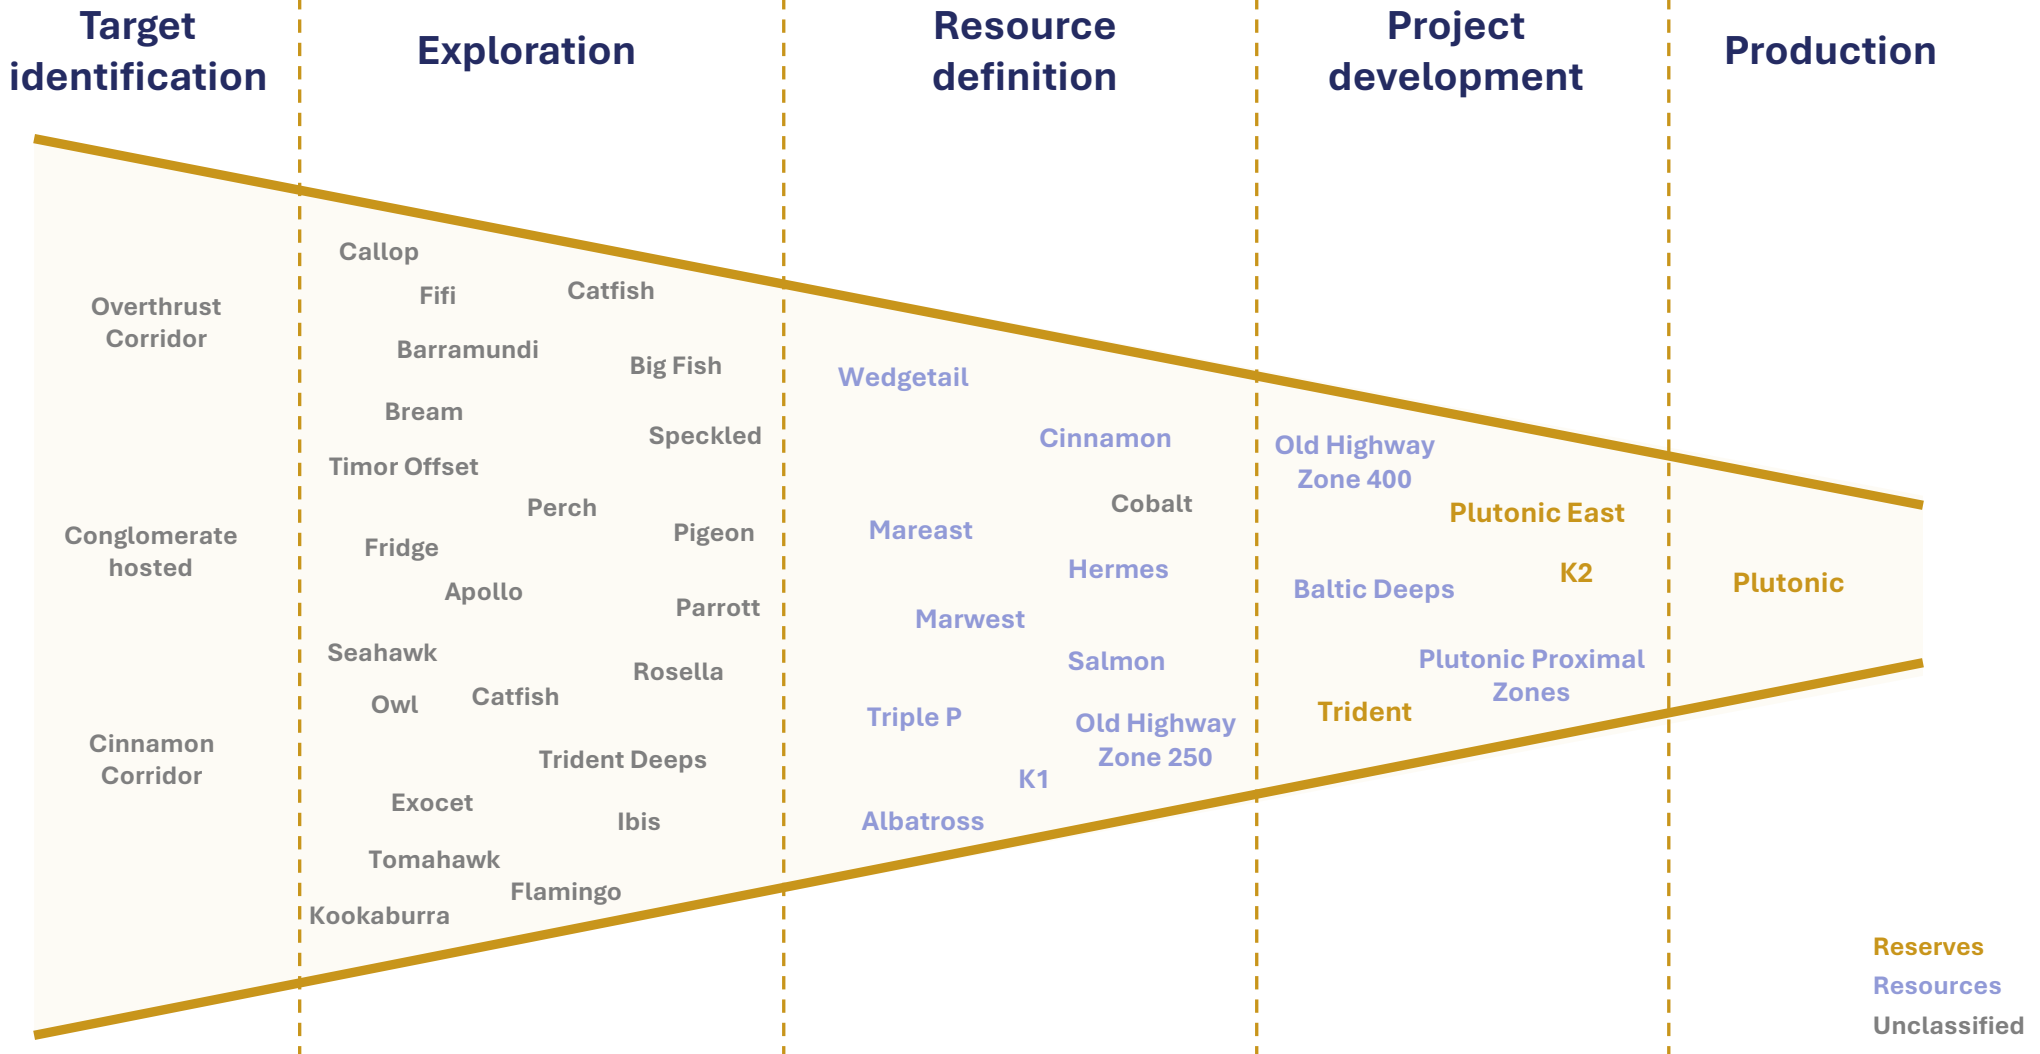 Target
identification
Exploration
Resource
definition
Project
development
Production
Overthrust
Corridor
Conglomerate
hosted
Cinnamon
Corridor
Callop
Fifi
Catfish
Barramundi
Big Fish
Bream
Speckled
Timor Offset
Perch
Pigeon
Fridge
Apollo
Parrott
Seahawk
Rosella
Catfish
Owl
Trident Deeps
Exocet
Ibis
Tomahawk
Flamingo
Kookaburra
Wedgetail
Cinnamon
Cobalt
Mareast
Hermes
Marwest
Salmon
Triple P
Old Highway
Zone 250
K1
Albatross
Old Highway
Zone 400
Plutonic East
K2
Baltic Deeps
Plutonic Proximal
Zones
Trident
Plutonic
Reserves
Resources
Unclassified